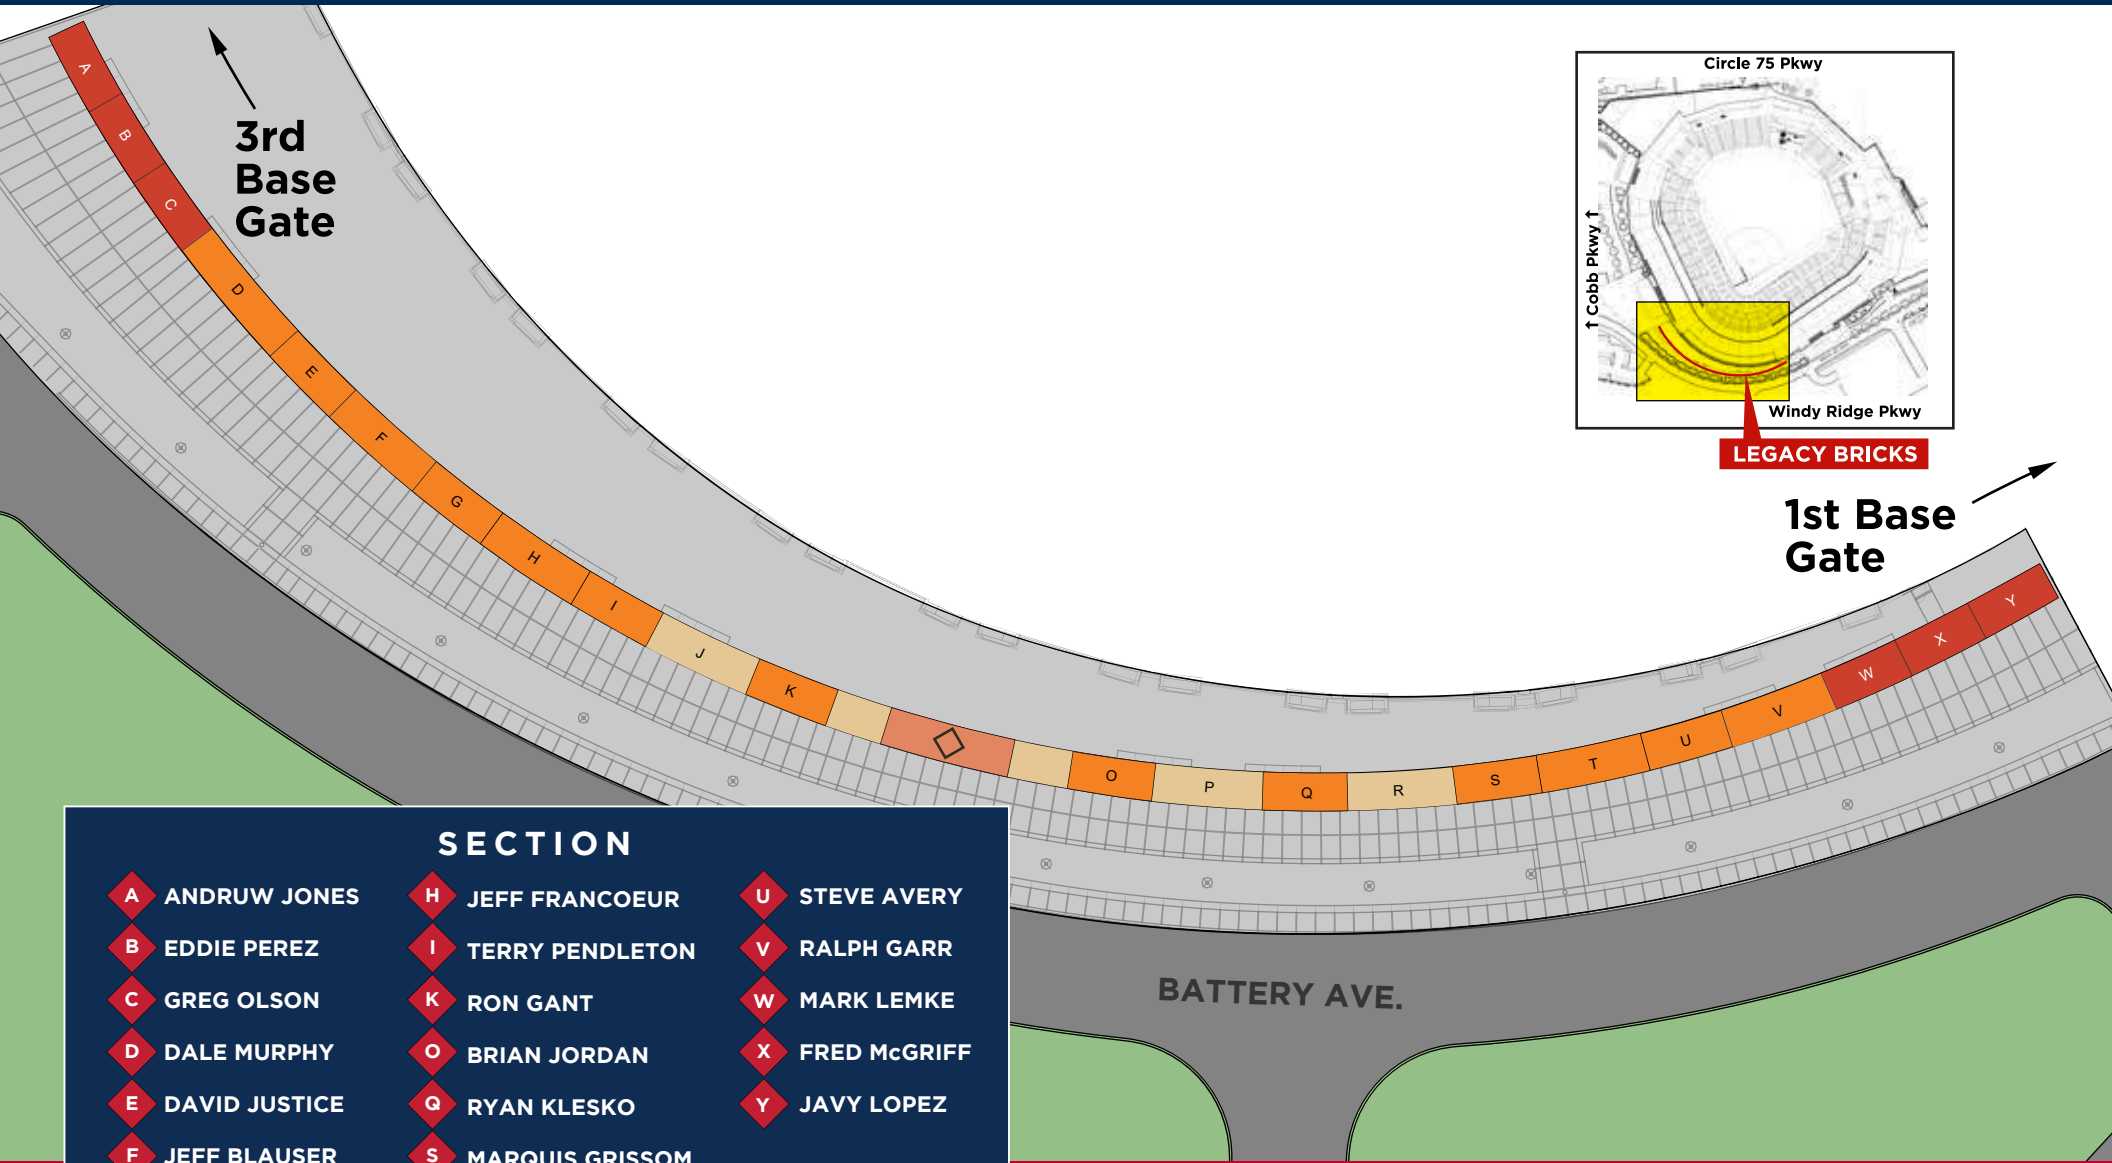 A
B
C
3rd
Base
Gate
D
E
F
G
H
I
J
K
O
P
Q
R
S
T
U
V
W
X
Y
Circle 75 Pkwy
↑ Cobb Pkwy ↑
Windy Ridge Pkwy
LEGACY BRICKS
1st Base
Gate
BATTERY AVE.
SECTION
A ANDRUW JONES
B EDDIE PEREZ
C GREG OLSON
D DALE MURPHY
E DAVID JUSTICE
F JEFF BLAUSER
H JEFF FRANCOEUR
I TERRY PENDLETON
K RON GANT
O BRIAN JORDAN
Q RYAN KLESKO
S MARQUIS GRISSOM
U STEVE AVERY
V RALPH GARR
W MARK LEMKE
X FRED McGRIFF
Y JAVY LOPEZ